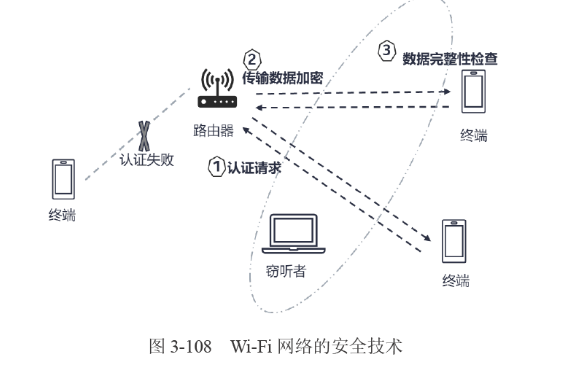 ②
传输数据加密
③
数据完整性检查
路由器
终端
认证失败
①认证请求
终端
窃听者
终端
图 3-108 Wi-Fi 网络的安全技术